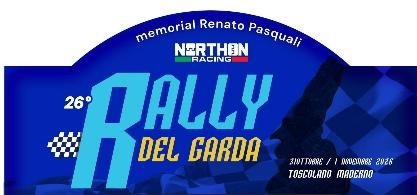 memorial Renato Pasquali
NORTHON
RACING
26°
RALLY
DEL GARDA
31 OTTOBRE / 1 NOVEMBRE 2026
TOSCOLANO MADERNO